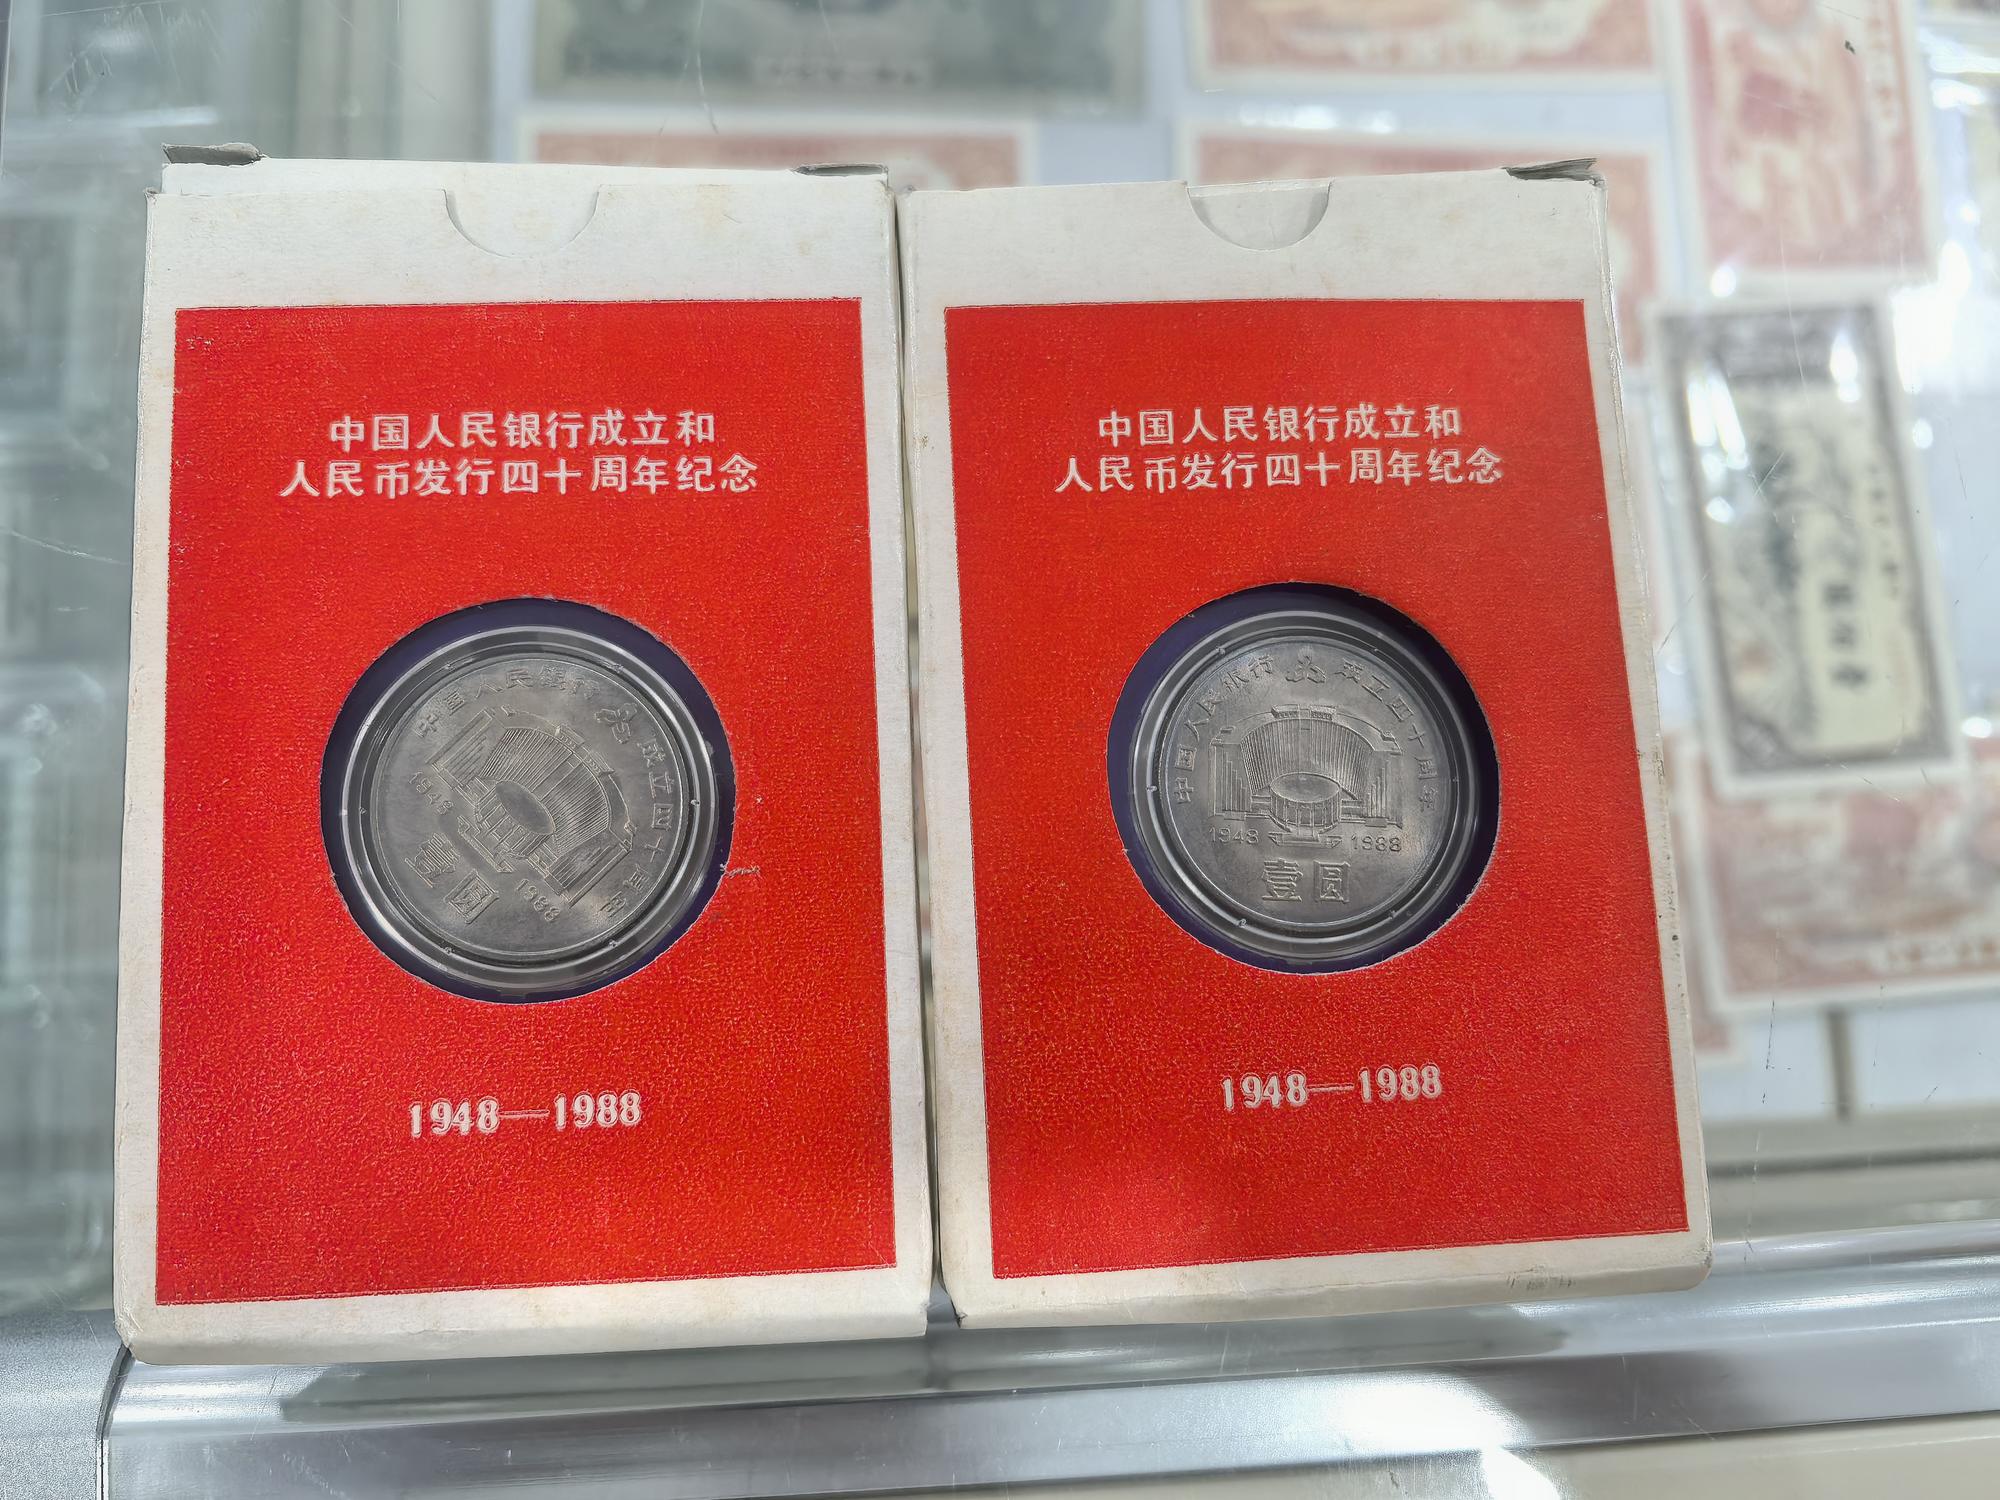 中国人民银行成立和
人民币发行四十周年纪念
中国人民银行 成立四十周年
1948 1988
壹圆
1948—1988
中国人民银行成立和
人民币发行四十周年纪念
中国人民银行 成立四十周年
1948 1988
壹圆
1948—1988